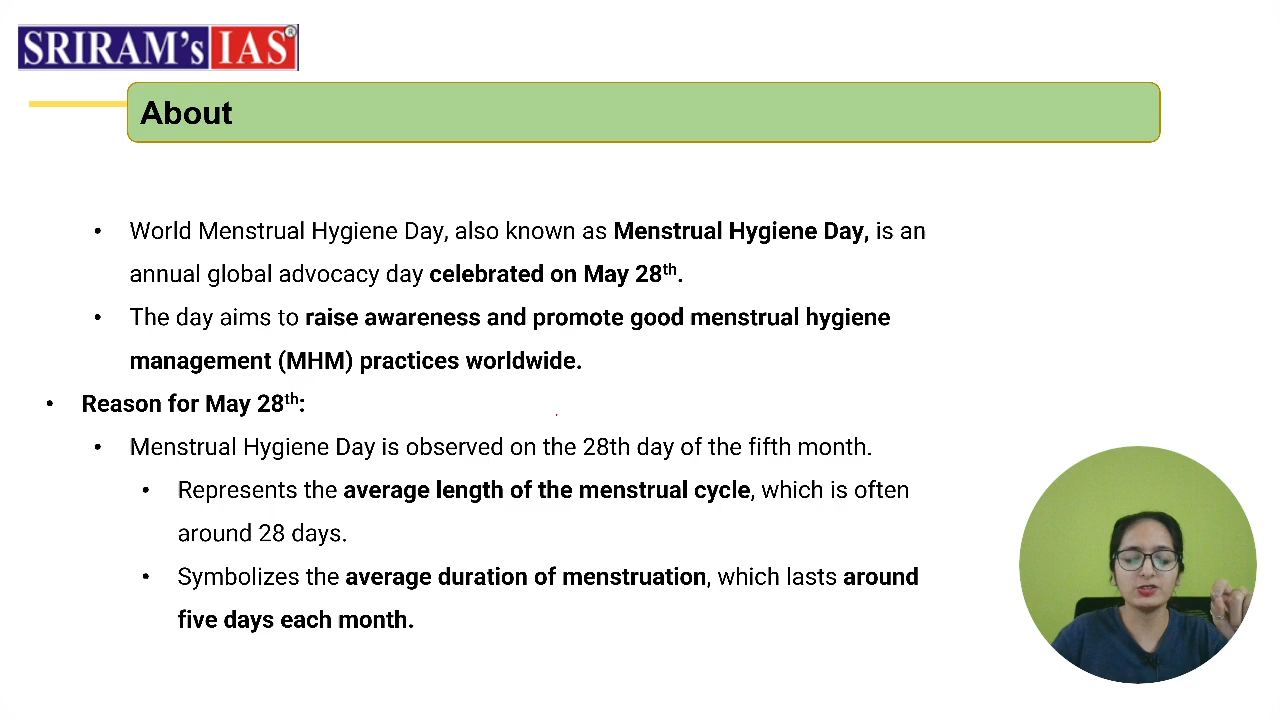 SRIRAM's IAS®
About
• World Menstrual Hygiene Day, also known as Menstrual Hygiene Day, is an
annual global advocacy day celebrated on May 28th.
• The day aims to raise awareness and promote good menstrual hygiene
management (MHM) practices worldwide.
• Reason for May 28th:
• Menstrual Hygiene Day is observed on the 28th day of the fifth month.
• Represents the average length of the menstrual cycle, which is often
around 28 days.
• Symbolizes the average duration of menstruation, which lasts around
five days each month.